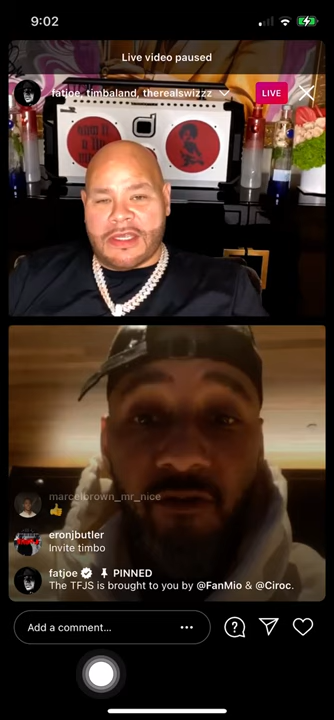 9:02
Live video paused
fatjoe, timbaland, therealswizzz
LIVE
marcelbrown_mr_nice
👍
eronjbutler
Invite timbo
fatjoe PINNED
The TFJS is brought to you by @FanMio & @Ciroc.
Add a comment...